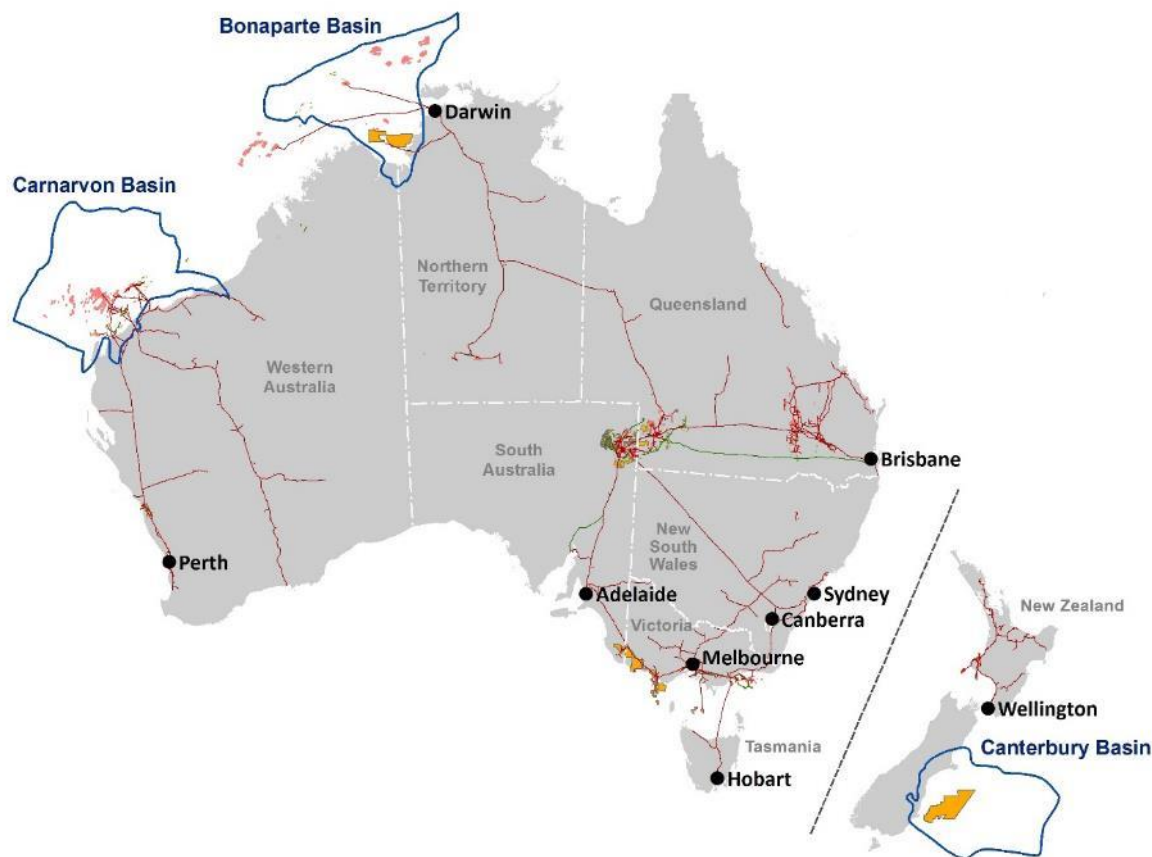 Bonaparte Basin
Darwin
Carnarvon Basin
Northern
Territory
Queensland
Western
Australia
South
Australia
Brisbane
New
South
Wales
Perth
Adelaide
Sydney
New Zealand
Canberra
Victoria
Melbourne
Wellington
Tasmania
Canterbury Basin
Hobart